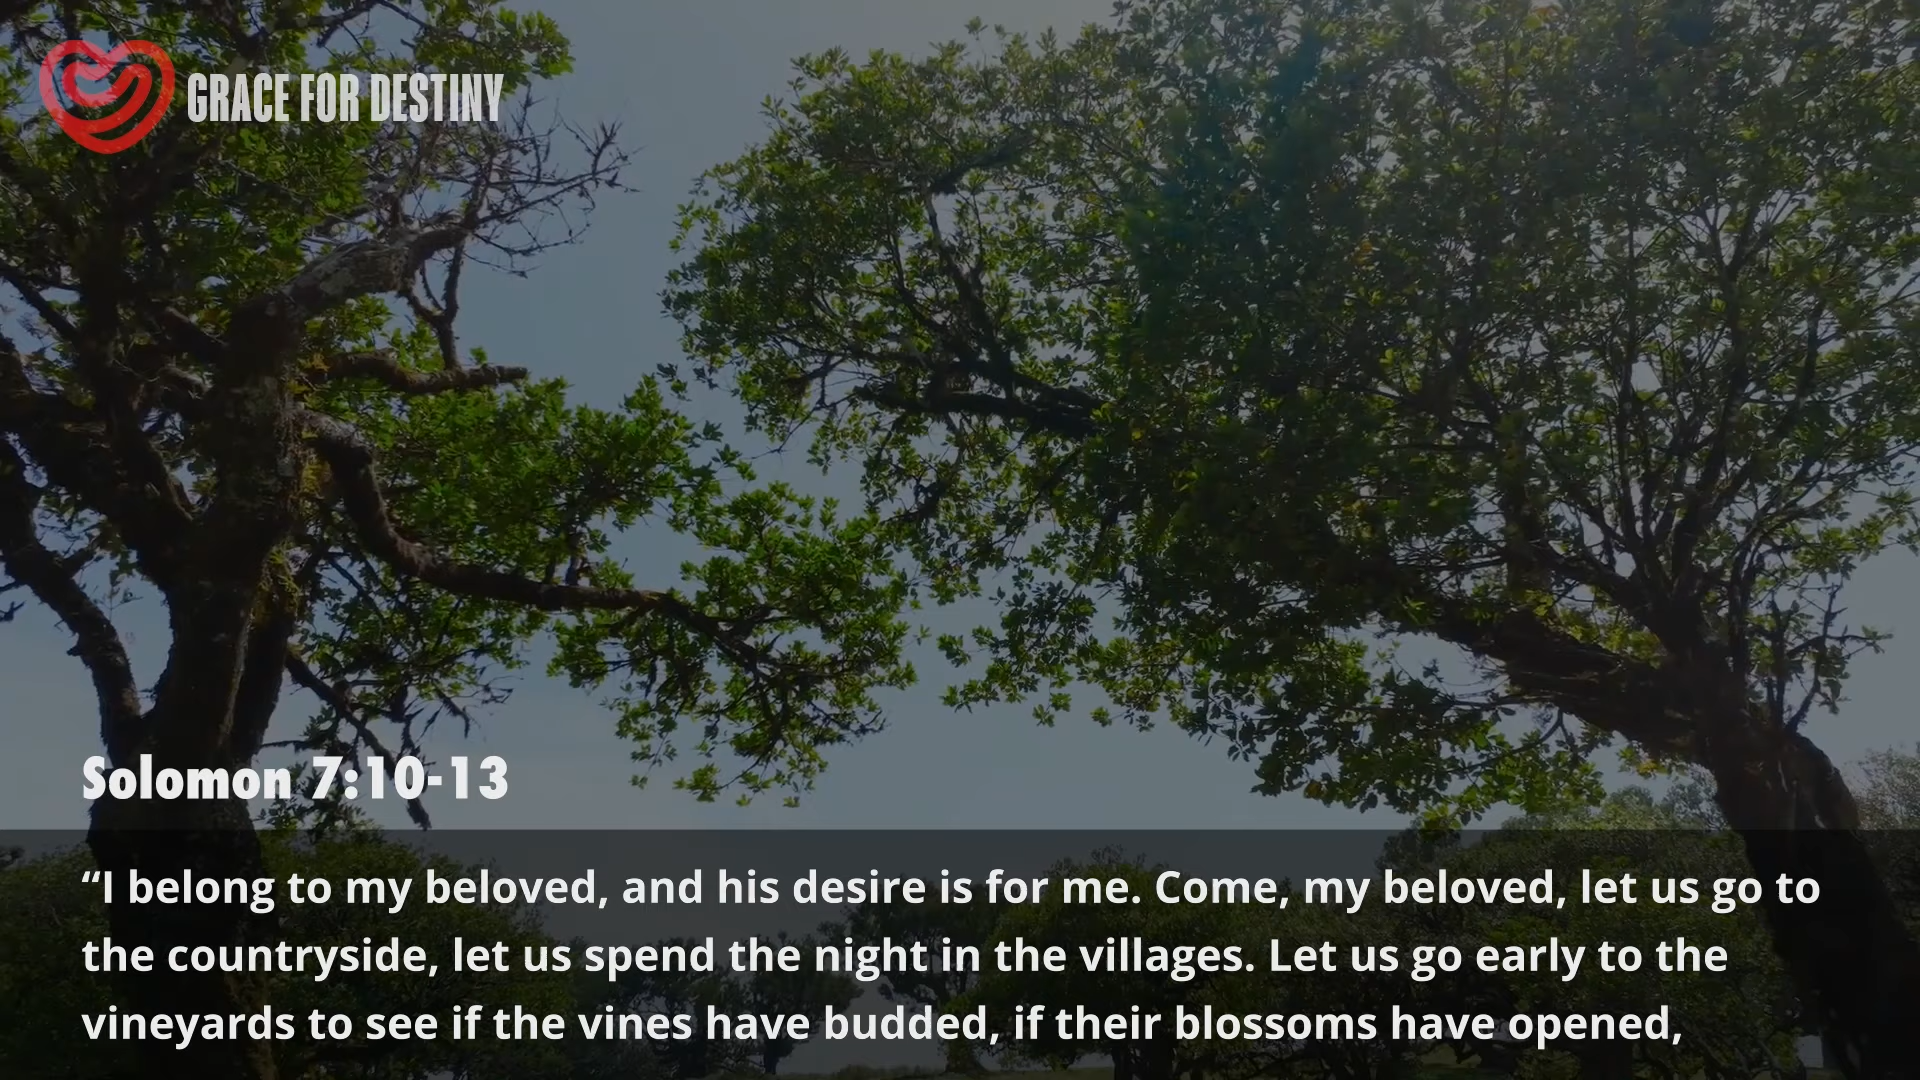 GRACE FOR DESTINY
Solomon 7:10-13
“I belong to my beloved, and his desire is for me. Come, my beloved, let us go to
the countryside, let us spend the night in the villages. Let us go early to the
vineyards to see if the vines have budded, if their blossoms have opened,